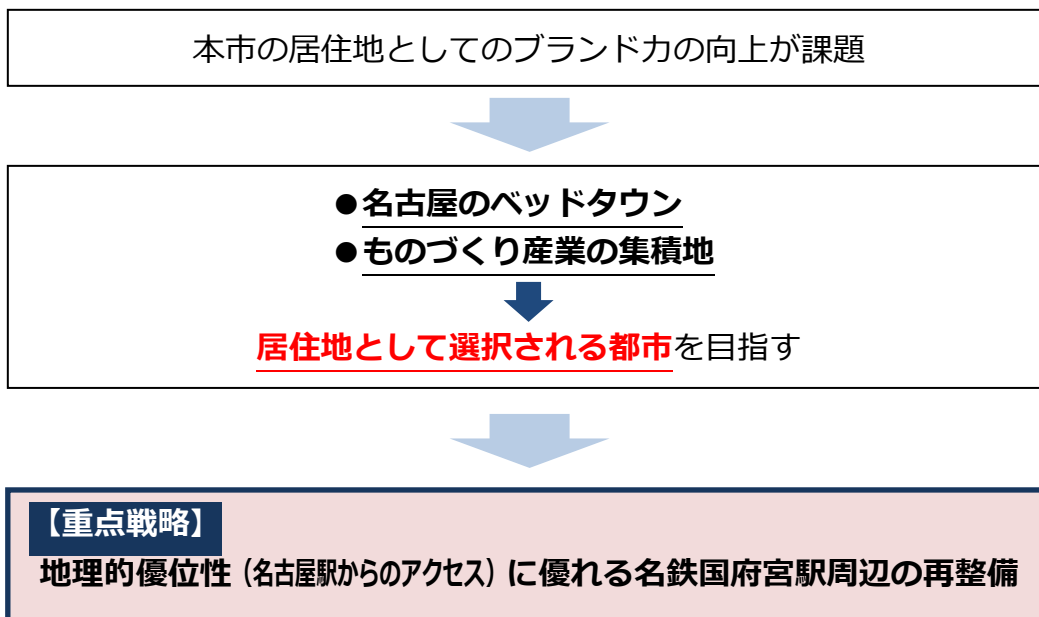 本市の居住地としてのブランド力の向上が課題
●名古屋のベッドタウン
●ものづくり産業の集積地
居住地として選択される都市を目指す
【重点戦略】
地理的優位性（名古屋駅からのアクセス）に優れる名鉄国府宮駅周辺の再整備